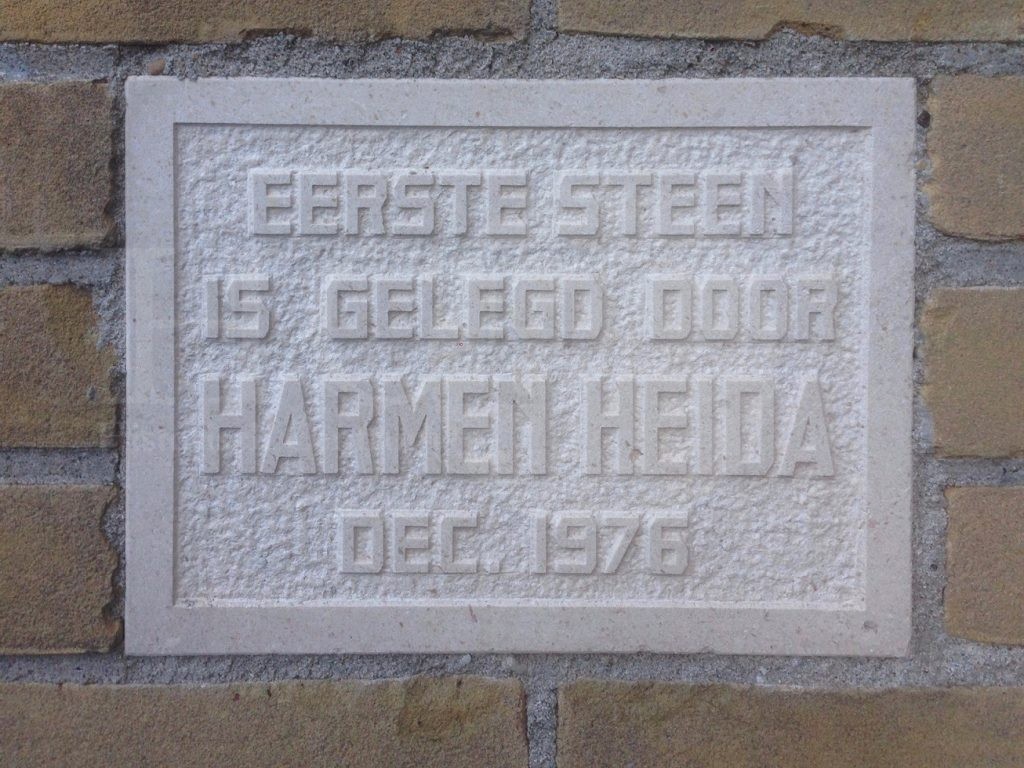 EERSTE STEEN
IS GELEGD DOOR
HARMEN HEIDA
DEC. 1976